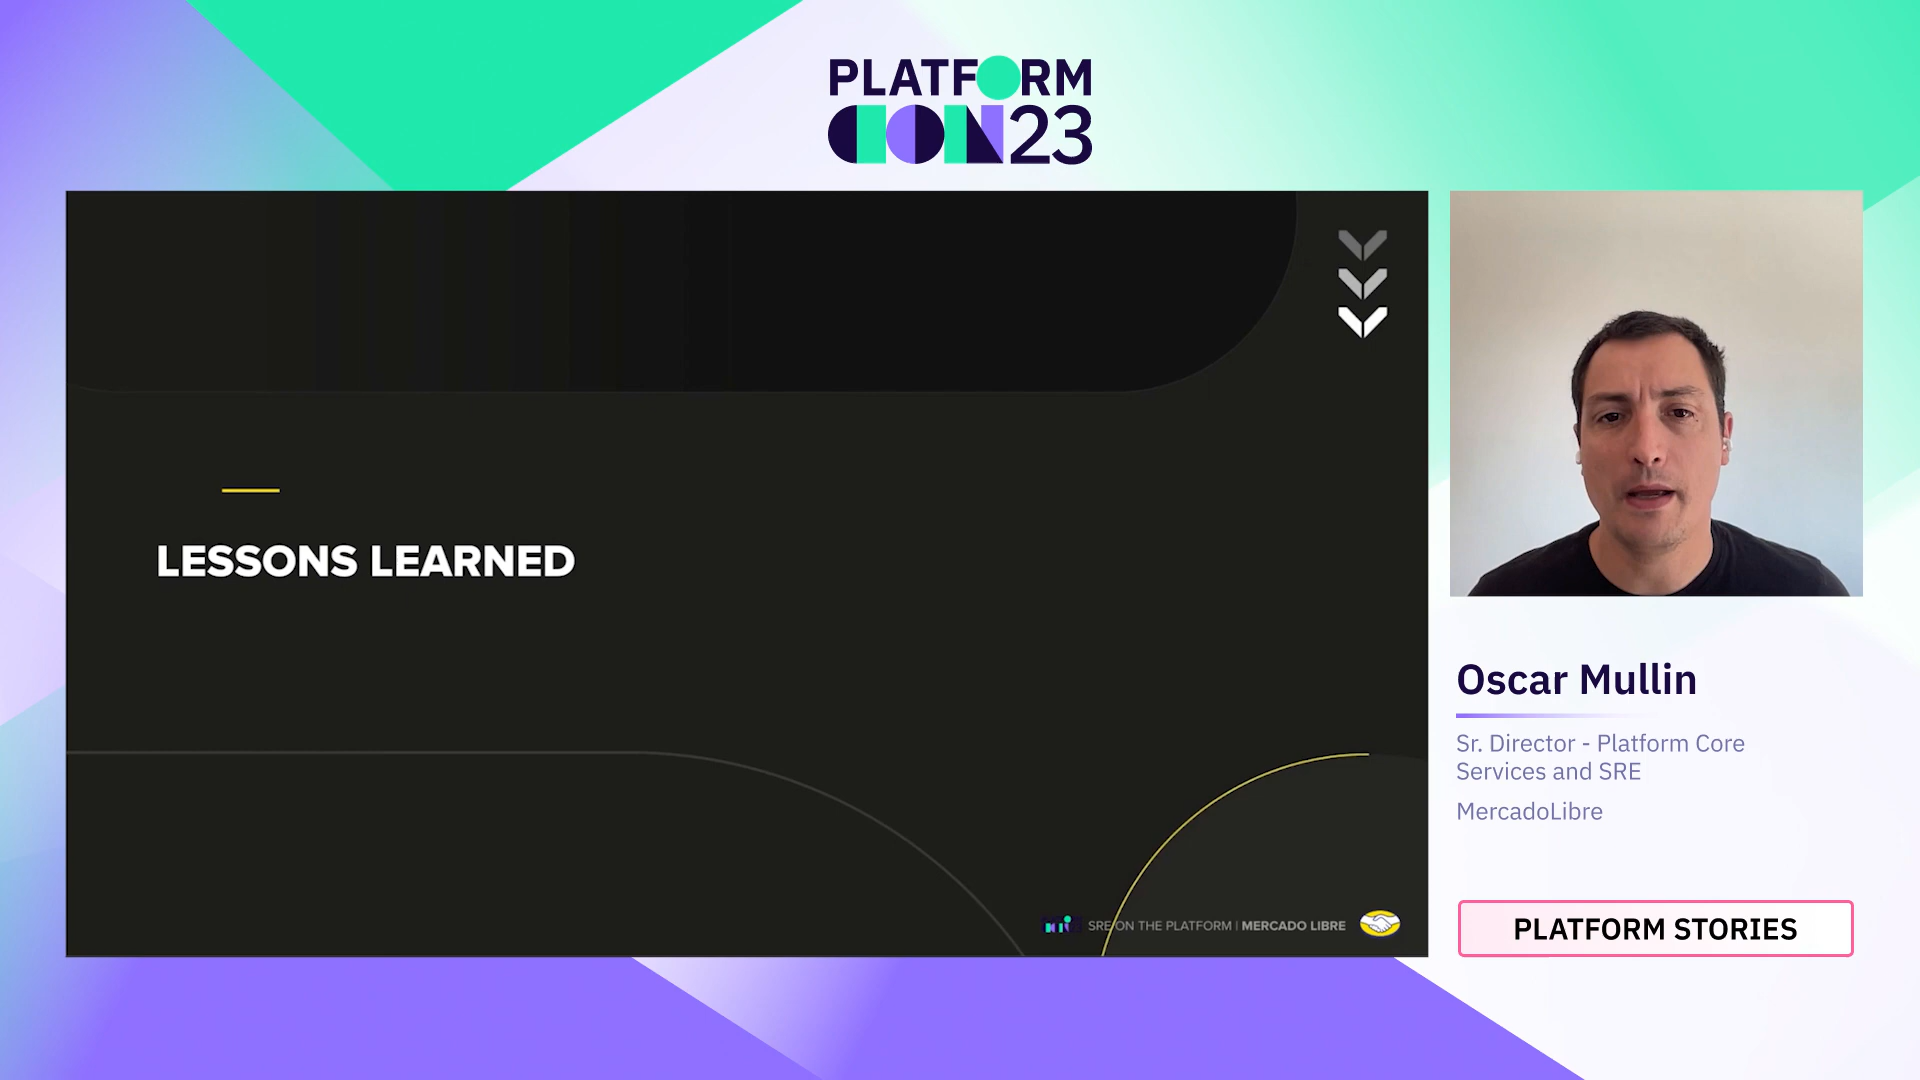 PLATFORM
CON23
LESSONS LEARNED
SRE ON THE PLATFORM | MERCADO LIBRE
Oscar Mullin
Sr. Director - Platform Core
Services and SRE
MercadoLibre
PLATFORM STORIES